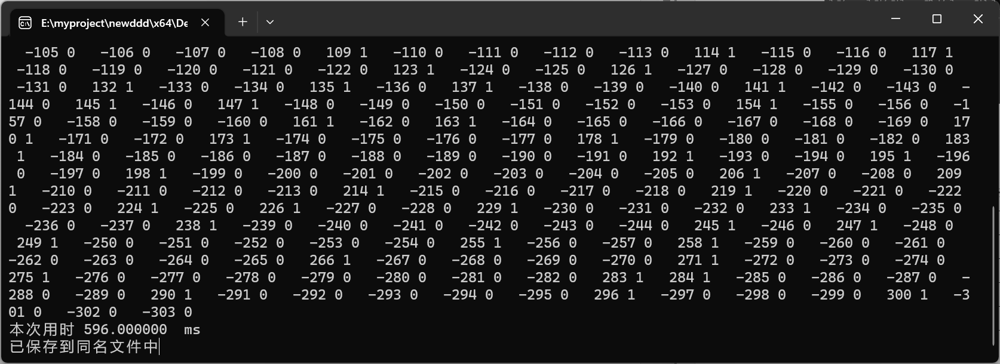 E:\myproject\newddd\x64\De
-105 0   -106 0   -107 0   -108 0   109 1   -110 0   -111 0   -112 0   -113 0   114 1   -115 0   -116 0   117 1
-118 0   -119 0   -120 0   -121 0   -122 0   123 1   -124 0   -125 0   126 1   -127 0   -128 0   -129 0   -130 0
-131 0   132 1   -133 0   -134 0   135 1   -136 0   137 1   -138 0   -139 0   -140 0   141 1   -142 0   -143 0   -
144 0   145 1   -146 0   147 1   -148 0   -149 0   -150 0   -151 0   -152 0   -153 0   154 1   -155 0   -156 0   -1
57 0   -158 0   -159 0   -160 0   161 1   -162 0   163 1   -164 0   -165 0   -166 0   -167 0   -168 0   -169 0   17
0 1   -171 0   -172 0   173 1   -174 0   -175 0   -176 0   -177 0   178 1   -179 0   -180 0   -181 0   -182 0   183
1   -184 0   -185 0   -186 0   -187 0   -188 0   -189 0   -190 0   -191 0   192 1   -193 0   -194 0   195 1   -196
0   -197 0   198 1   -199 0   -200 0   -201 0   -202 0   -203 0   -204 0   -205 0   206 1   -207 0   -208 0   209
1   -210 0   -211 0   -212 0   -213 0   214 1   -215 0   -216 0   -217 0   -218 0   219 1   -220 0   -221 0   -222
0   -223 0   224 1   -225 0   226 1   -227 0   -228 0   229 1   -230 0   -231 0   -232 0   233 1   -234 0   -235 0
-236 0   -237 0   238 1   -239 0   -240 0   -241 0   -242 0   -243 0   -244 0   245 1   -246 0   247 1   -248 0
249 1   -250 0   -251 0   -252 0   -253 0   -254 0   255 1   -256 0   -257 0   258 1   -259 0   -260 0   -261 0
-262 0   -263 0   -264 0   -265 0   266 1   -267 0   -268 0   -269 0   -270 0   271 1   -272 0   -273 0   -274 0
275 1   -276 0   -277 0   -278 0   -279 0   -280 0   -281 0   -282 0   283 1   284 1   -285 0   -286 0   -287 0   -
288 0   -289 0   290 1   -291 0   -292 0   -293 0   -294 0   -295 0   296 1   -297 0   -298 0   -299 0   300 1   -3
01 0   -302 0   -303 0
本次用时 596.000000  ms
已保存到同名文件中